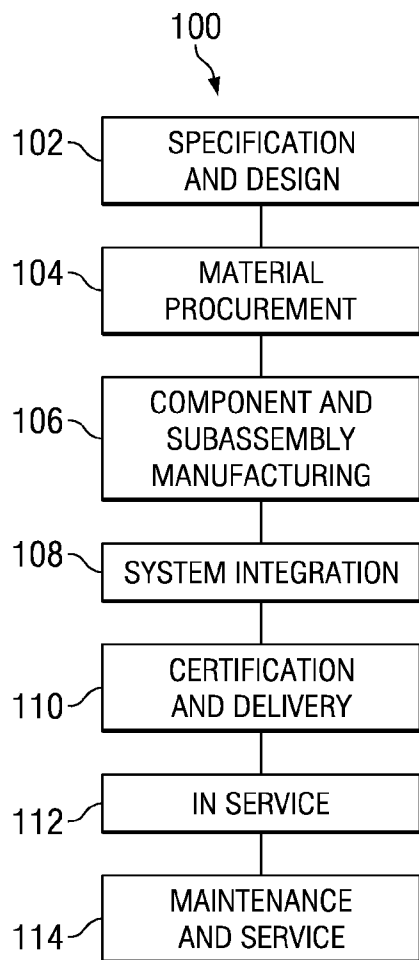 100
102
SPECIFICATION
AND DESIGN
104
MATERIAL
PROCUREMENT
106
COMPONENT AND
SUBASSEMBLY
MANUFACTURING
108
SYSTEM INTEGRATION
110
CERTIFICATION
AND DELIVERY
112
IN SERVICE
114
MAINTENANCE
AND SERVICE